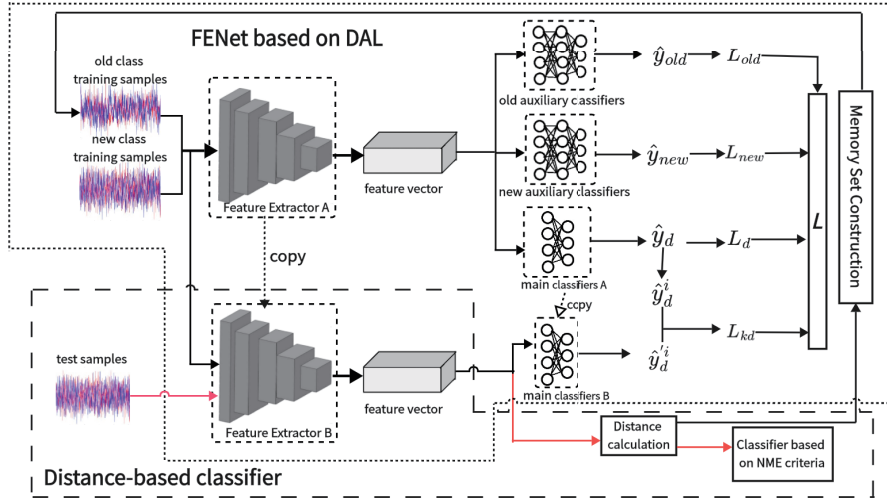 FENet based on DAL
old class
training samples
new class
training samples
Feature Extractor A
feature vector
old auxiliary cassifiers
new auxiliary classifiers
main classifiers A
ŷ_old
L_old
ŷ_new
L_new
ŷ_d
L_d
ŷ_d^i
L_kd
ŷ_d^'i
L
Memory Set Construction
copy
ccpy
test samples
Feature Extractor B
feature vector
main classifiers B
Distance
calculation
Classifier based
on NME criteria
Distance-based classifier